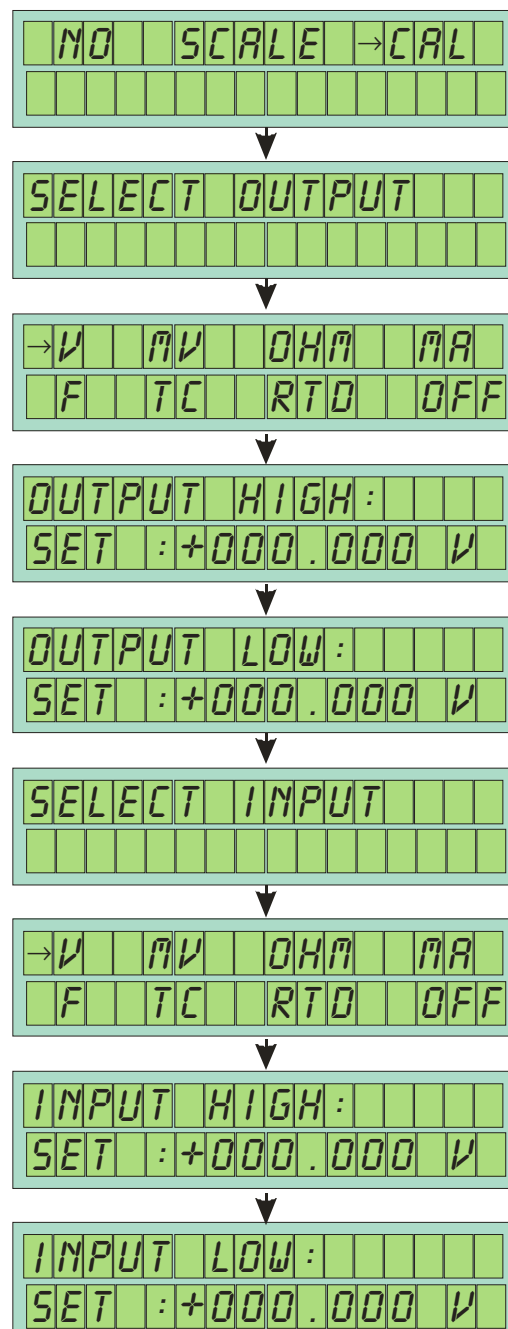 NO SCALE →CAL
SELECT OUTPUT
→V MV OHM MA
F TC RTD OFF
OUTPUT HIGH:
SET :+000.000 V
OUTPUT LOW:
SET :+000.000 V
SELECT INPUT
→V MV OHM MA
F TC RTD OFF
INPUT HIGH:
SET :+000.000 V
INPUT LOW:
SET :+000.000 V